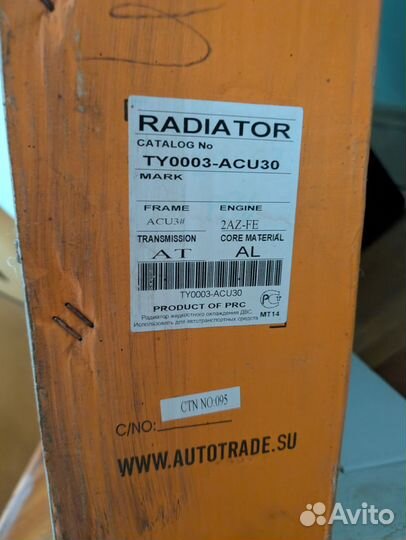 RADIATOR
CATALOG No
TY0003-ACU30
MARK
FRAME ENGINE
ACU3# 2AZ-FE
TRANSMISSION CORE MATERIAL
AT AL
TY0003-ACU30
PRODUCT OF PRC
Радиатор жидкостного охлаждения ДВС.
Использовать для автотранспортных средств
МТ14
CTN NO:095
C/NO:
WWW.AUTOTRADE.SU
Avito